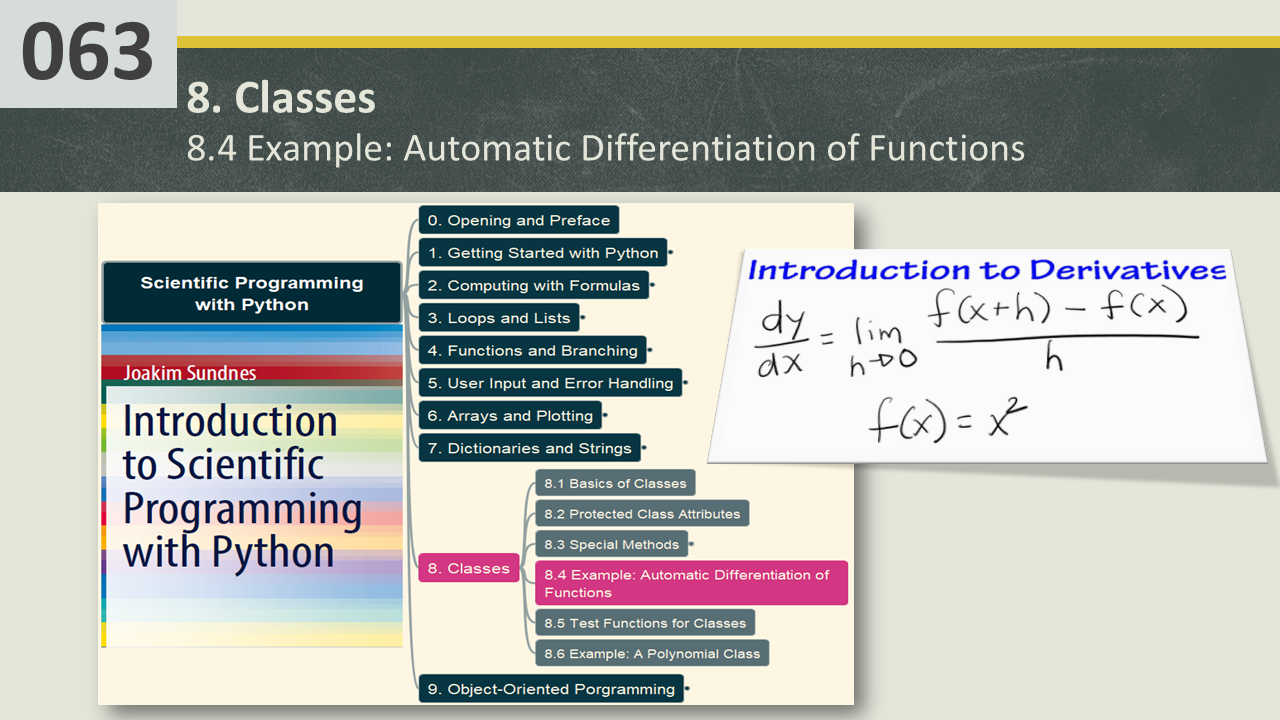 063
8. Classes
8.4 Example: Automatic Differentiation of Functions
Scientific Programming
with Python
Joakim Sundnes
Introduction
to Scientific
Programming
with Python
0. Opening and Preface
1. Getting Started with Python
2. Computing with Formulas
3. Loops and Lists
4. Functions and Branching
5. User Input and Error Handling
6. Arrays and Plotting
7. Dictionaries and Strings
8. Classes
8.1 Basics of Classes
8.2 Protected Class Attributes
8.3 Special Methods
8.4 Example: Automatic Differentiation of
Functions
8.5 Test Functions for Classes
8.6 Example: A Polynomial Class
9. Object-Oriented Porgramming
Introduction to Derivatives
dy/dx = lim h→0 f(x+h) - f(x) / h
f(x) = x²